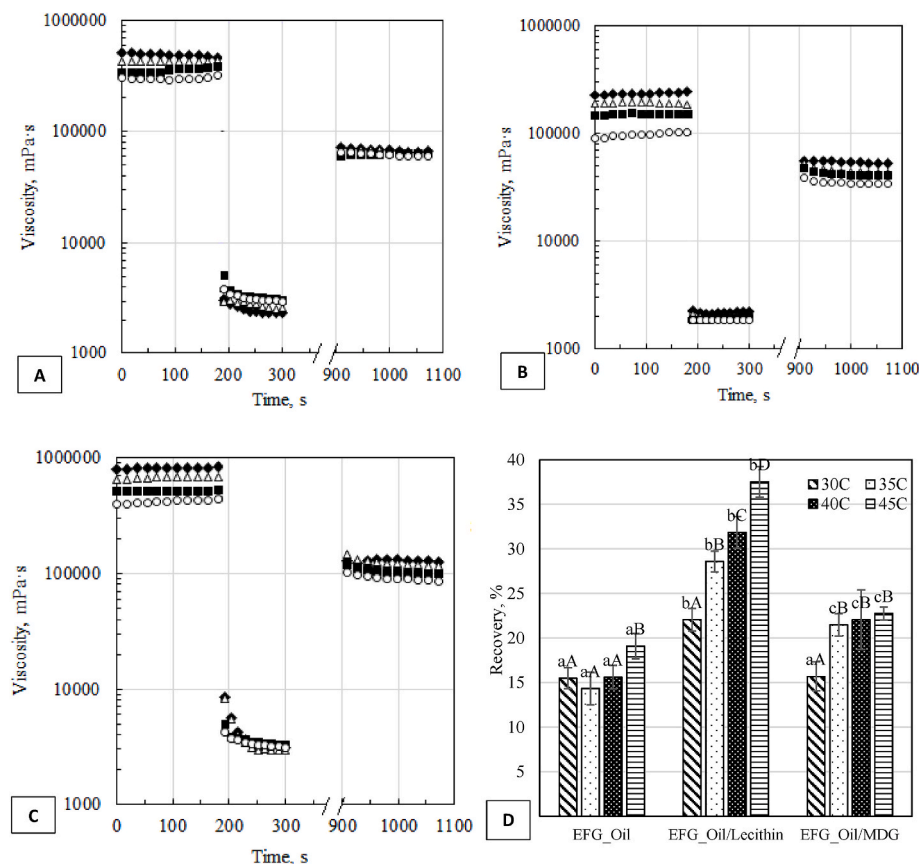 1000000
100000
10000
1000
Viscosity, mPa·s
0 100 200 300 900 1000 1100
Time, s
A
1000000
100000
10000
1000
Viscosity, mPa·s
0 100 200 300 900 1000 1100
Time, s
B
1000000
100000
10000
1000
Viscosity, mPa·s
0 100 200 300 900 1000 1100
Time, s
C
40
35
30
25
20
15
10
5
Recovery, %
30C 35C
40C 45C
aA aA aA aB
bA bB bC bD
aA cB cB cB
EFG_Oil EFG_Oil/Lecithin EFG_Oil/MDG
D